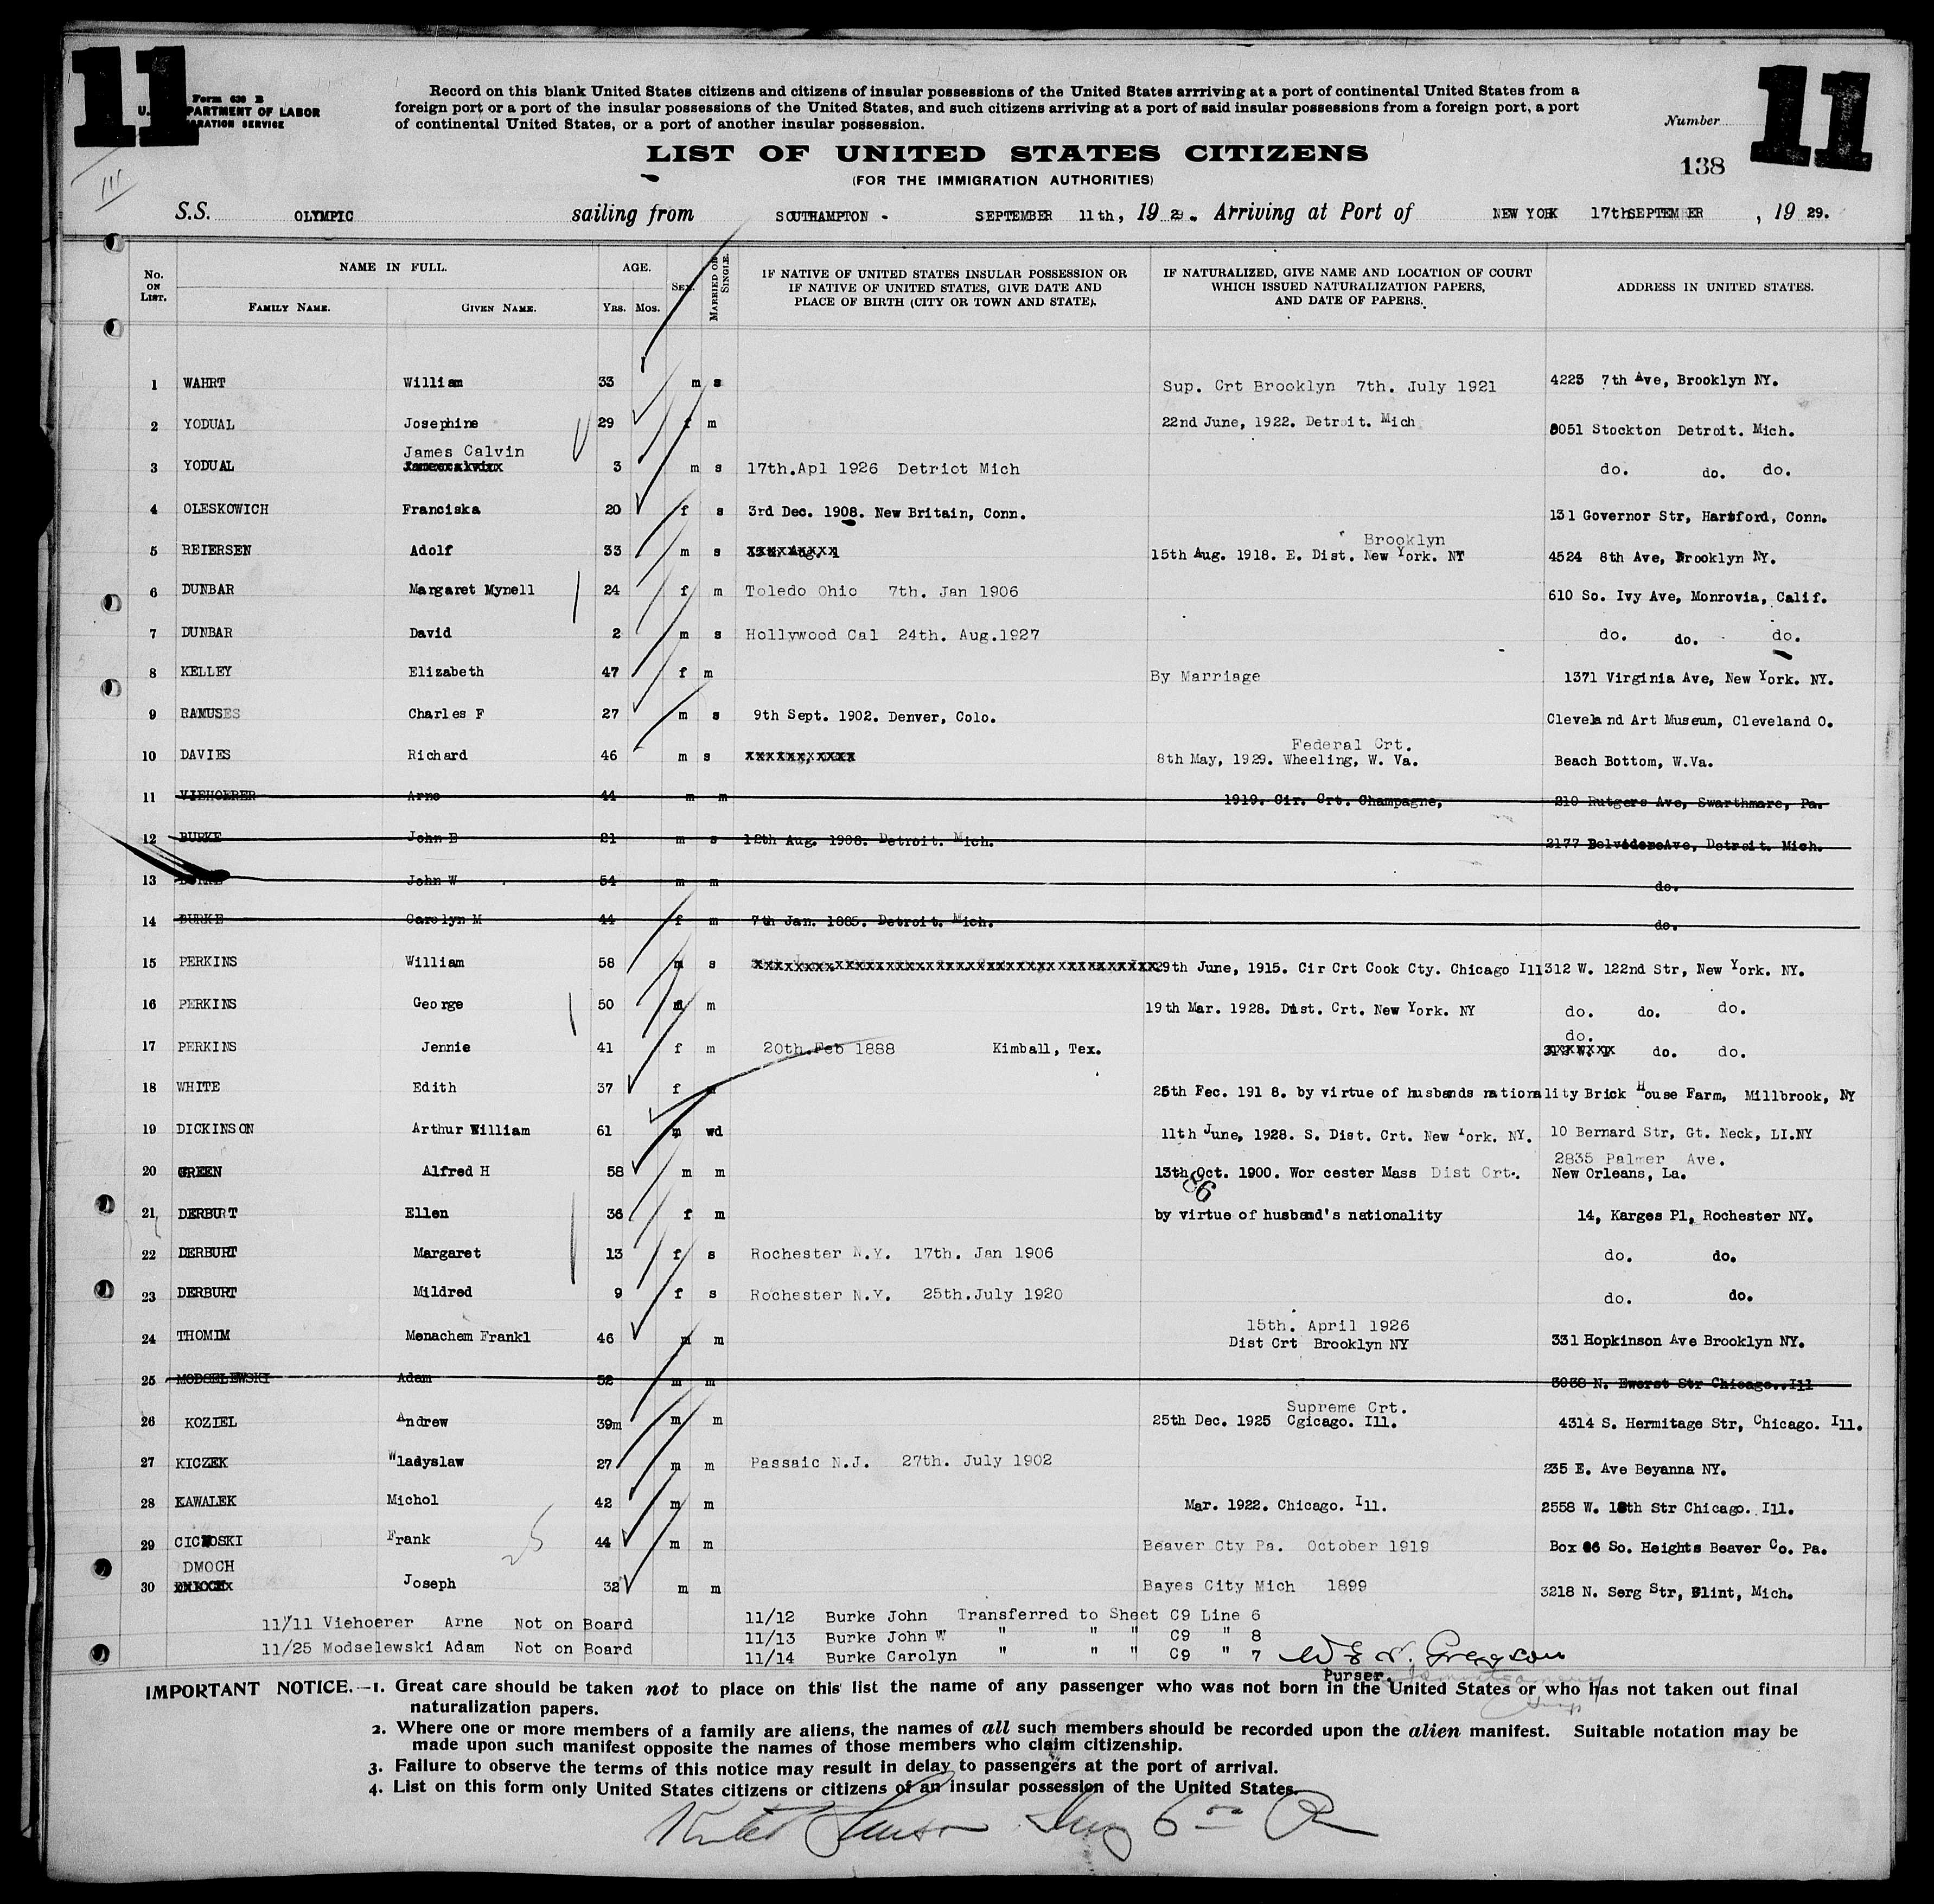 11
11
Form 630 B
U. DEPARTMENT OF LABOR
IMMIGRATION SERVICE
Record on this blank United States citizens and citizens of insular possessions of the United States arrriving at a port of continental United States from a
foreign port or a port of the insular possessions of the United States, and such citizens arriving at a port of said insular possessions from a foreign port, a port
of continental United States, or a port of another insular possession.
Number
138
LIST OF UNITED STATES CITIZENS
(FOR THE IMMIGRATION AUTHORITIES)
S.S. OLYMPIC sailing from SOUTHAMPTON - SEPTEMBER 11th, 19 29. Arriving at Port of NEW YORK 17thSEPTEMBER, 19 29.
No. ON LIST. NAME IN FULL. FAMILY NAME. GIVEN NAME. AGE. Yrs. Mos. SEX. MARRIED OR SINGLE. IF NATIVE OF UNITED STATES INSULAR POSSESSION OR IF NATIVE OF UNITED STATES, GIVE DATE AND PLACE OF BIRTH (CITY OR TOWN AND STATE). IF NATURALIZED, GIVE NAME AND LOCATION OF COURT WHICH ISSUED NATURALIZATION PAPERS, AND DATE OF PAPERS. ADDRESS IN UNITED STATES.
1 WAHRT William 33 m s Sup. Crt Brooklyn 7th. July 1921 4223 7th Ave, Brooklyn NY.
2 YODUAL Josephine 29 f m 22nd June, 1922. Detroit. Mich 8051 Stockton Detroit. Mich.
James Calvin
3 YODUAL 3 m s 17th.Apl 1926 Detriot Mich do. do. do.
4 OLESKOWICH Franciska 20 f s 3rd Dec. 1908. New Britain, Conn. 131 Governor Str, Hartford, Conn.
Brooklyn
5 REIERSEN Adolf 33 m s 15th Aug. 1918. E. Dist. New York. NY 4524 8th Ave, Brooklyn NY.
6 DUNBAR Margaret Mynell 24 f m Toledo Ohio 7th. Jan 1906 610 So. Ivy Ave, Monrovia, Calif.
7 DUNBAR David 2 m s Hollywood Cal 24th. Aug.1927 do. do. do.
8 KELLEY Elizabeth 47 f m By Marriage 1371 Virginia Ave, New York. NY.
9 RAMUSES Charles F 27 m s 9th Sept. 1902. Denver, Colo. Cleveland Art Museum, Cleveland O.
Federal Crt.
10 DAVIES Richard 46 m s xxxxxxxxxxx 8th May, 1929. Wheeling, W. Va. Beach Bottom, W.Va.
11 VIEHOERER Arne 44 m m 1919. Cir. Crt. Champagne, 210 Rutgers Ave, Swarthmare, Pa.
12 BURKE John E 21 m s 12th Aug. 1908. Detroit. Mich. 2177 BelvidereAve, Detroit. Mich.
13 BURKE John W 54 m m do.
14 BURKE Carolyn M 44 f m 7th Jan. 1885. Detroit. Mich. do.
15 PERKINS William 58 m s 29th June, 1915. Cir Crt Cook Cty. Chicago Ill 312 W. 122nd Str, New York. NY.
16 PERKINS George 50 m m 19th Mar. 1928. Dist. Crt. New York. NY do. do. do.
do.
17 PERKINS Jennie 41 f m 20th.Feb 1888 Kimball, Tex. do. do.
18 WHITE Edith 37 f m 25th Fec. 191 8. by virtue of husbands nationality Brick House Farm, Millbrook, NY
19 DICKINSON Arthur William 61 m wd 11th June, 1928. S. Dist. Crt. New York. NY. 10 Bernard Str, Gt. Neck, LI.NY
2835 Palmer Ave.
20 GREEN Alfred H 58 m m 13th Oct. 1900. Wor cester Mass Dist Crt. New Orleans, La.
96
21 DERBURT Ellen 36 f m by virtue of husband's nationality 14, Karges Pl, Rochester NY.
22 DERBURT Margaret 13 f s Rochester N.Y. 17th. Jan 1906 do. do.
23 DERBURT Mildred 9 f s Rochester N.Y. 25th.July 1920 do. do.
15th. April 1926
24 THOMIM Menachem Frankl 46 m m Dist Crt Brooklyn NY 331 Hopkinson Ave Brooklyn NY.
25 MODSELEWSKI Adam 52 m m 3038 N. Ewerst Str Chicago. Ill
Supreme Crt.
26 KOZIEL Andrew 39m m m 25th Dec. 1925 Cgicago. Ill. 4314 S. Hermitage Str, Chicago. Ill.
27 KICZEK Wladyslaw 27 m m Passaic N.J. 27th. July 1902 235 E. Ave Beyanna NY.
28 KAWALEK Michol 42 m m Mar. 1922. Chicago. Ill. 2558 W. 18th Str Chicago. Ill.
29 CICHOSKI Frank 44 m m Beaver Cty Pa. October 1919 Box 86 So. Heights Beaver Co. Pa.
DMOCH
30 Joseph 32 m m Bayes City Mich 1899 3218 N. Serg Str, Flint, Mich.
25
11/11 Viehoerer Arne Not on Board
11/25 Modselewski Adam Not on Board
11/12 Burke John Transferred to Sheet C9 Line 6
11/13 Burke John W " " " C9 " 8
11/14 Burke Carolyn " " " C9 " 7
Purser.
IMPORTANT NOTICE.—1. Great care should be taken not to place on this list the name of any passenger who was not born in the United States or who has not taken out final
naturalization papers.
2. Where one or more members of a family are aliens, the names of all such members should be recorded upon the alien manifest. Suitable notation may be
made upon such manifest opposite the names of those members who claim citizenship.
3. Failure to observe the terms of this notice may result in delay to passengers at the port of arrival.
4. List on this form only United States citizens or citizens of an insular possession of the United States.